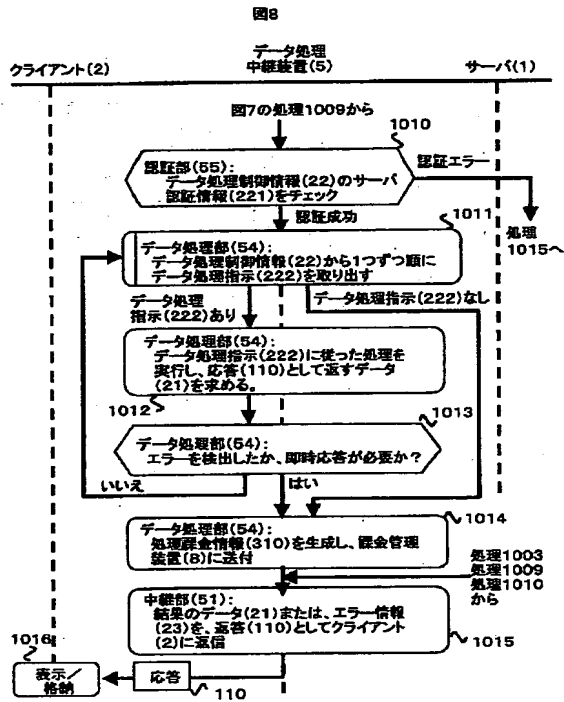 図8
クライアント(2)
データ処理
中継装置(5)
サーバ(1)
図7の処理1009から
1010
認証部(55):
データ処理制御情報(22)のサーバ
認証情報(221)をチェック
認証エラー
認証成功
処理
1015へ
1011
データ処理部(54):
データ処理制御情報(22)から1つずつ順に
データ処理指示(222)を取り出す
データ処理
指示(222)あり
データ処理指示(222)なし
データ処理部(54):
データ処理指示(222)に従った処理を
実行し、応答(110)として返すデータ
(21)を求める。
1012
1013
データ処理部(54):
エラーを検出したか、即時応答が必要か?
いいえ
はい
1014
データ処理部(54):
処理課金情報(310)を生成し、課金管理
装置(8)に送付
処理1003
処理1009
処理1010
から
中継部(51):
結果のデータ(21)または、エラー情報
(23)を、返答(110)としてクライアント
(2)に返信
1015
1016
表示/
格納
応答
110